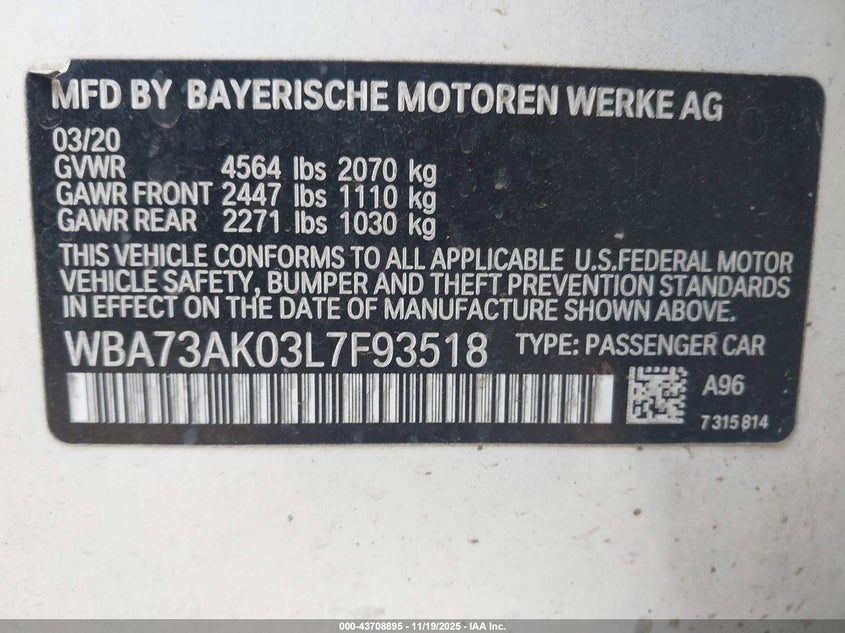 MFD BY BAYERISCHE MOTOREN WERKE AG
03/20
GVWR 4564 lbs 2070 kg
GAWR FRONT 2447 lbs 1110 kg
GAWR REAR 2271 lbs 1030 kg
THIS VEHICLE CONFORMS TO ALL APPLICABLE U.S.FEDERAL MOTOR
VEHICLE SAFETY, BUMPER AND THEFT PREVENTION STANDARDS
IN EFFECT ON THE DATE OF MANUFACTURE SHOWN ABOVE.
WBA73AK03L7F93518 TYPE: PASSENGER CAR
A96
7315814
000-43708895 - 11/19/2025 - IAA Inc.